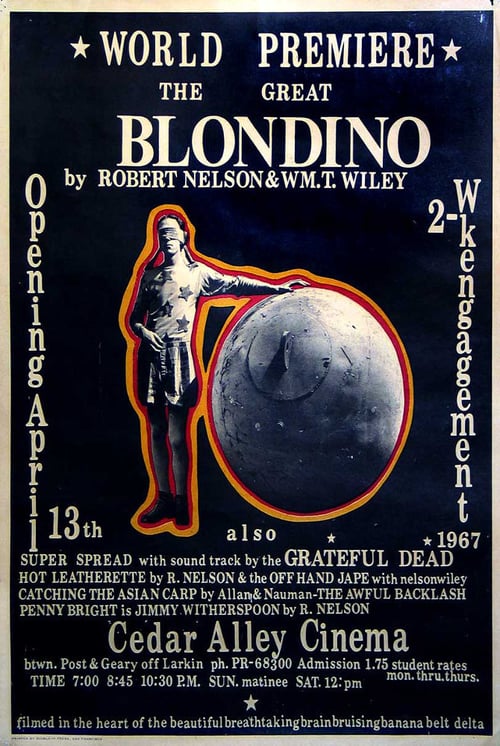 ★ WORLD PREMIERE ★
THE GREAT
BLONDINO
by ROBERT NELSON & WM. T. WILEY
Opening April 13th
2-Wkengagement
also
★ ★ 1967
SUPER SPREAD with sound track by the GRATEFUL DEAD
HOT LEATHERETTE by R. NELSON & the OFF HAND JAPE with nelsonwiley
CATCHING THE ASIAN CARP by Allan & Nauman-THE AWFUL BACKLASH
PENNY BRIGHT is JIMMY WITHERSPOON by R. NELSON
Cedar Alley Cinema
btwn. Post & Geary off Larkin ph. PR-68300 Admission 1.75 student rates
mon. thru. thurs.
TIME 7:00 8:45 10:30 P.M. SUN. matinee SAT. 12: pm
★
filmed in the heart of the beautifulbreathtakingbrainbruisingbanana belt delta